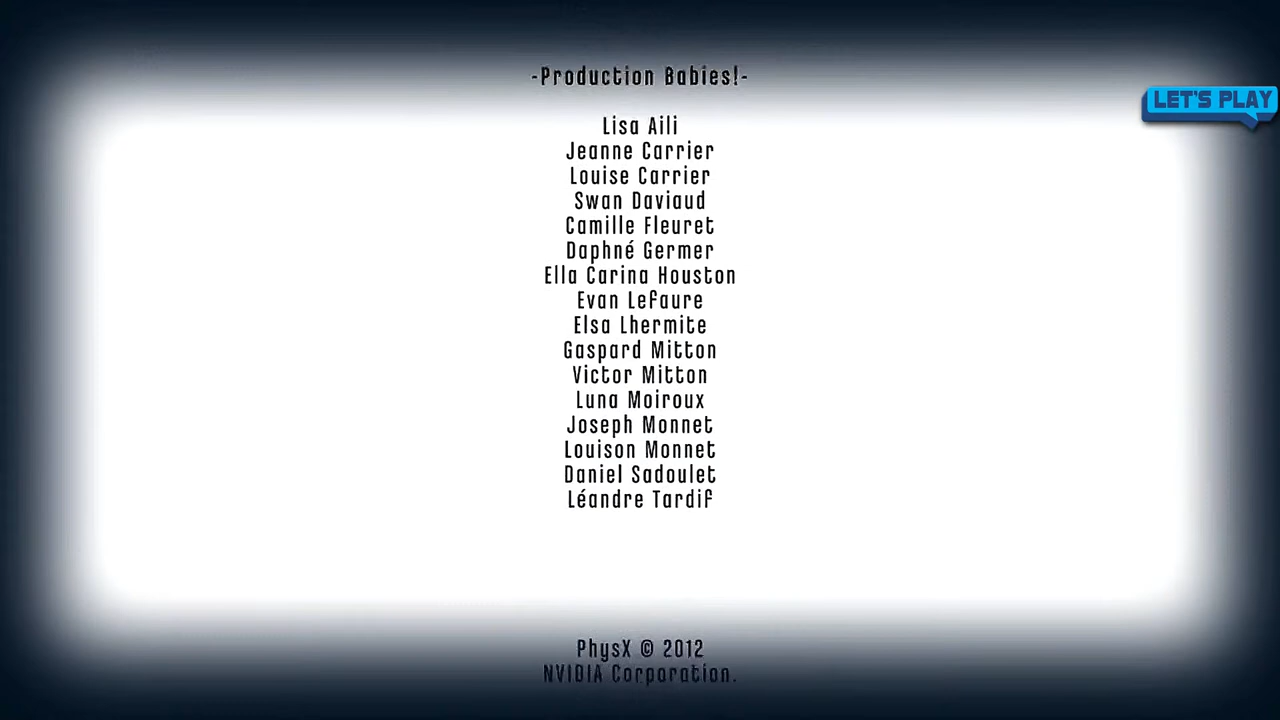 -Production Babies!-
LET'S PLAY
Lisa Aili
Jeanne Carrier
Louise Carrier
Swan Daviaud
Camille Fleuret
Daphné Germer
Ella Carina Houston
Evan Lefaure
Elsa Lhermite
Gaspard Mitton
Victor Mitton
Luna Moiroux
Joseph Monnet
Louison Monnet
Daniel Sadoulet
Léandre Tardif
PhysX © 2012
NVIDIA Corporation.